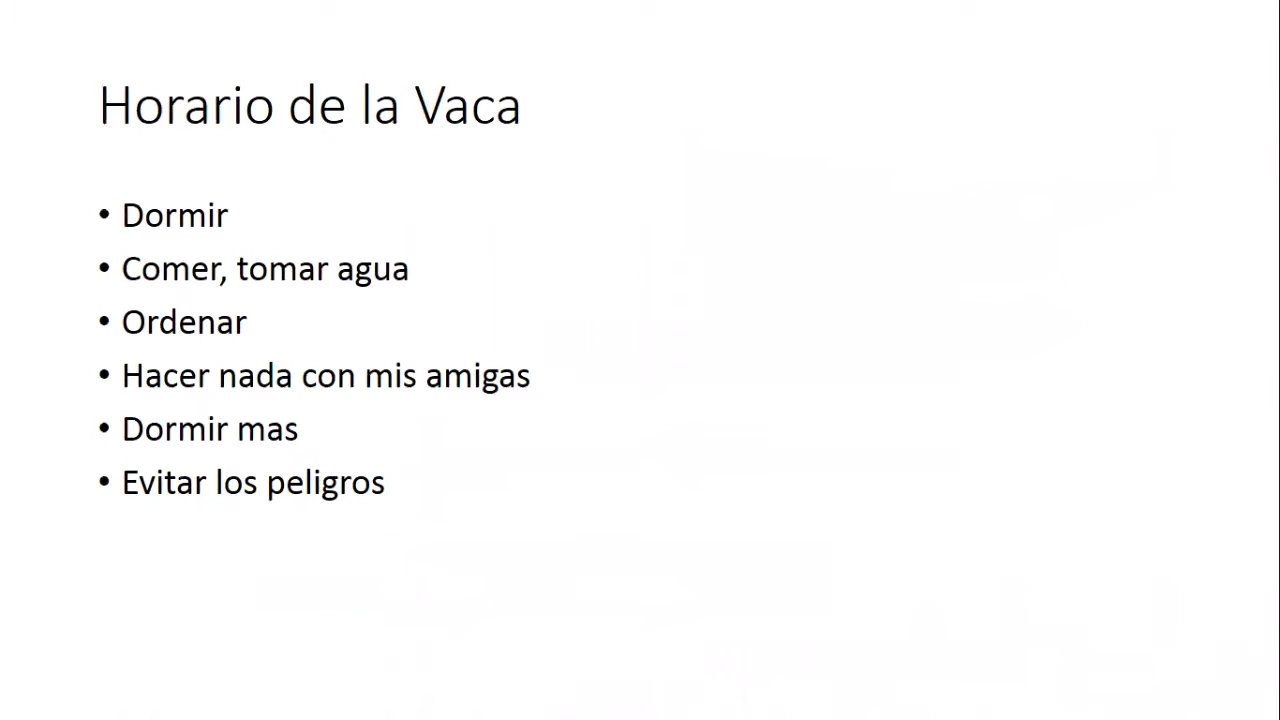 Horario de la Vaca
• Dormir
• Comer, tomar agua
• Ordenar
• Hacer nada con mis amigas
• Dormir mas
• Evitar los peligros